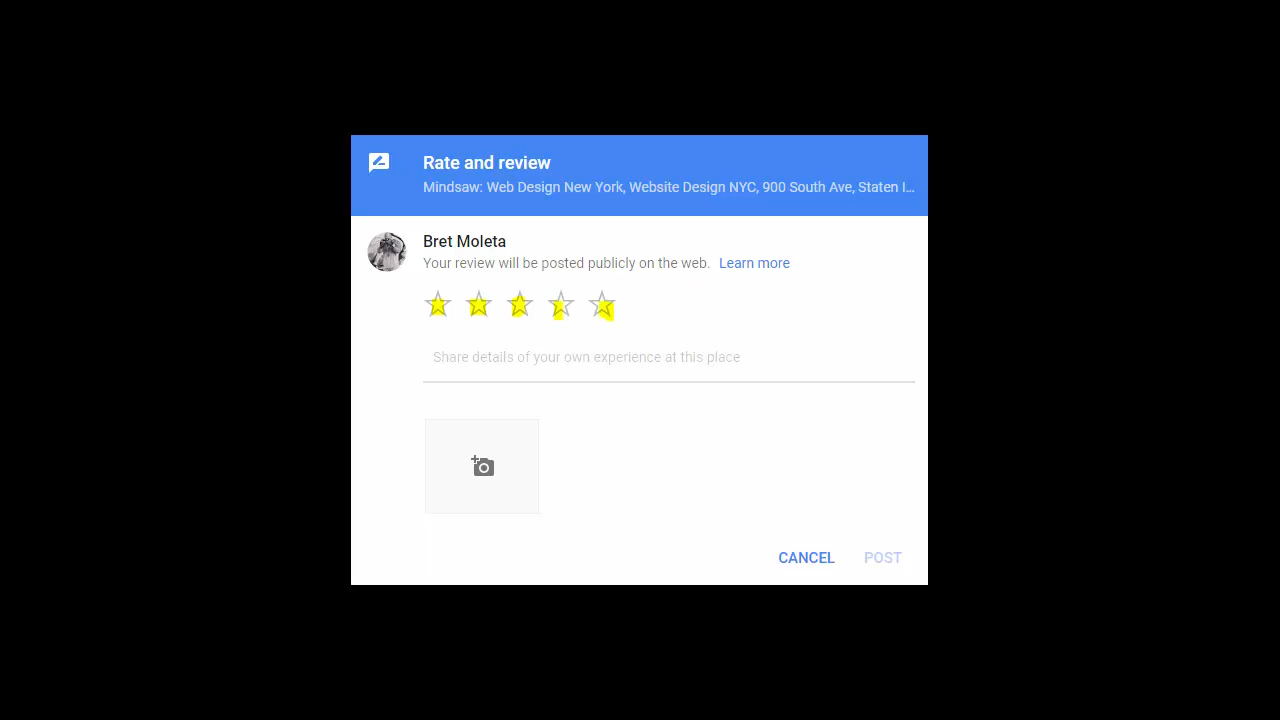 Rate and review
Mindsaw: Web Design New York, Website Design NYC, 900 South Ave, Staten I...
Bret Moleta
Your review will be posted publicly on the web. Learn more
Share details of your own experience at this place
CANCEL POST